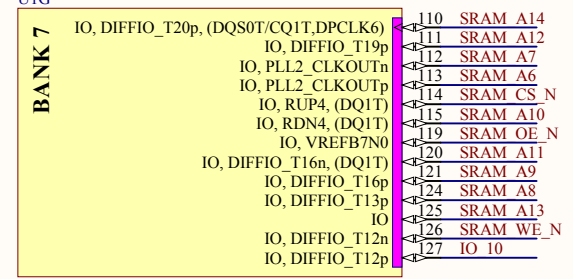 U1G
BANK 7
IO, DIFFIO_T20p, (DQS0T/CQ1T,DPCLK6) 110 SRAM_A14
IO, DIFFIO_T19p 111 SRAM_A12
IO, PLL2_CLKOUTn 112 SRAM_A7
IO, PLL2_CLKOUTp 113 SRAM_A6
IO, RUP4, (DQ1T) 114 SRAM_CS_N
IO, RDN4, (DQ1T) 115 SRAM_A10
IO, VREFB7N0 119 SRAM_OE_N
IO, DIFFIO_T16n, (DQ1T) 120 SRAM_A11
IO, DIFFIO_T16p 121 SRAM_A9
IO, DIFFIO_T13p 124 SRAM_A8
IO 125 SRAM_A13
IO, DIFFIO_T12n 126 SRAM_WE_N
IO, DIFFIO_T12p 127 IO_10